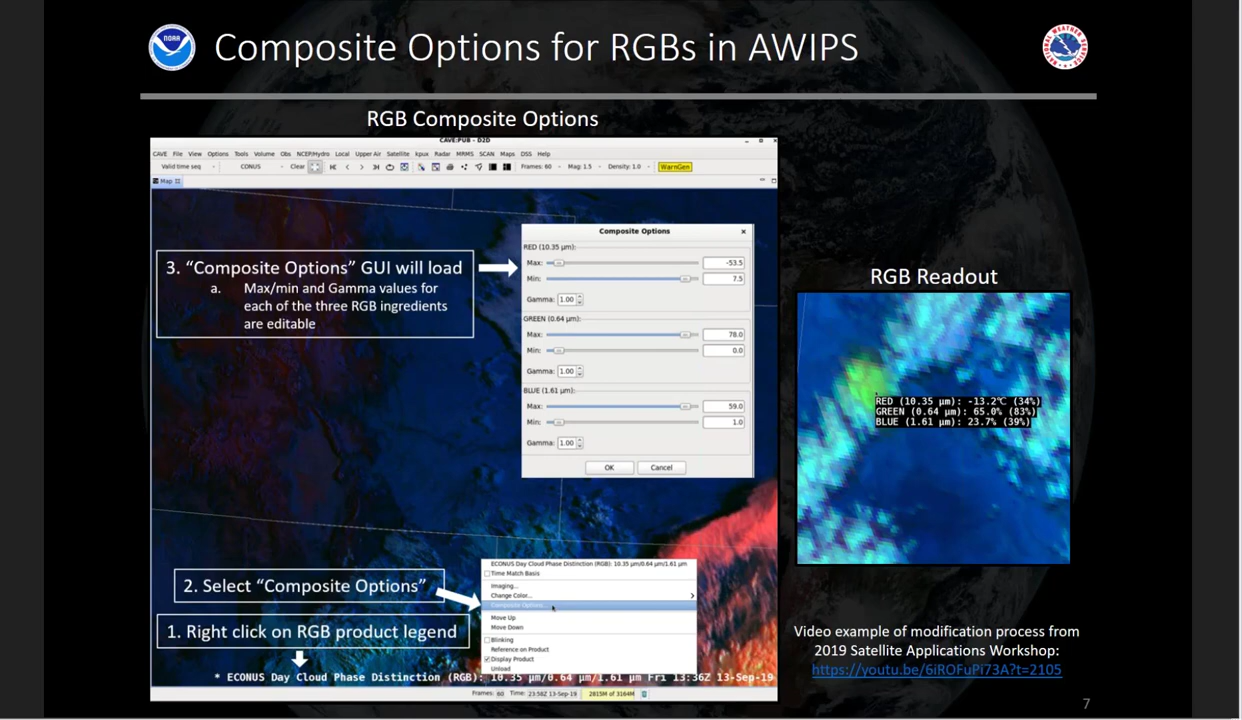 NOAA
Composite Options for RGBs in AWIPS
RGB Composite Options
CAVE:PUB - D2D
CAVE File View Options Tools Volume Obs NCEP/Hydro Local Upper Air Satellite kpux Radar MRMS SCAN Maps DSS Help
Valid time seq CONUS Clear Frames: 60 Mag: 1.5 Density: 1.0 WarnGen
Map
Composite Options
RED (10.35 μm):
Max: -53.5
Min: 7.5
Gamma: 1.00
GREEN (0.64 μm):
Max: 78.0
Min: 0.0
Gamma: 1.00
BLUE (1.61 μm):
Max: 59.0
Min: 1.0
Gamma: 1.00
OK Cancel
3. “Composite Options” GUI will load
a. Max/min and Gamma values for
each of the three RGB ingredients
are editable
2. Select “Composite Options”
1. Right click on RGB product legend
ECONUS Day Cloud Phase Distinction (RGB): 10.35 μm/0.64 μm/1.61 μm
Time Match Basis
Imaging...
Change Color...
Composite Options...
Move Up
Move Down
Blinking
Reference on Product
Display Product
Unload
* ECONUS Day Cloud Phase Distinction (RGB): 10.35 μm/0.64 μm/1.61 μm Fri 13:36Z 13-Sep-19
Frames: 60 Time: 23:56Z 13-Sep-19 2815M of 3164M
RGB Readout
RED (10.35 μm): -13.2℃ (34%)
GREEN (0.64 μm): 65.0% (83%)
BLUE (1.61 μm): 23.7% (39%)
Video example of modification process from
2019 Satellite Applications Workshop:
https://youtu.be/6iROFuPi73A?t=2105
7